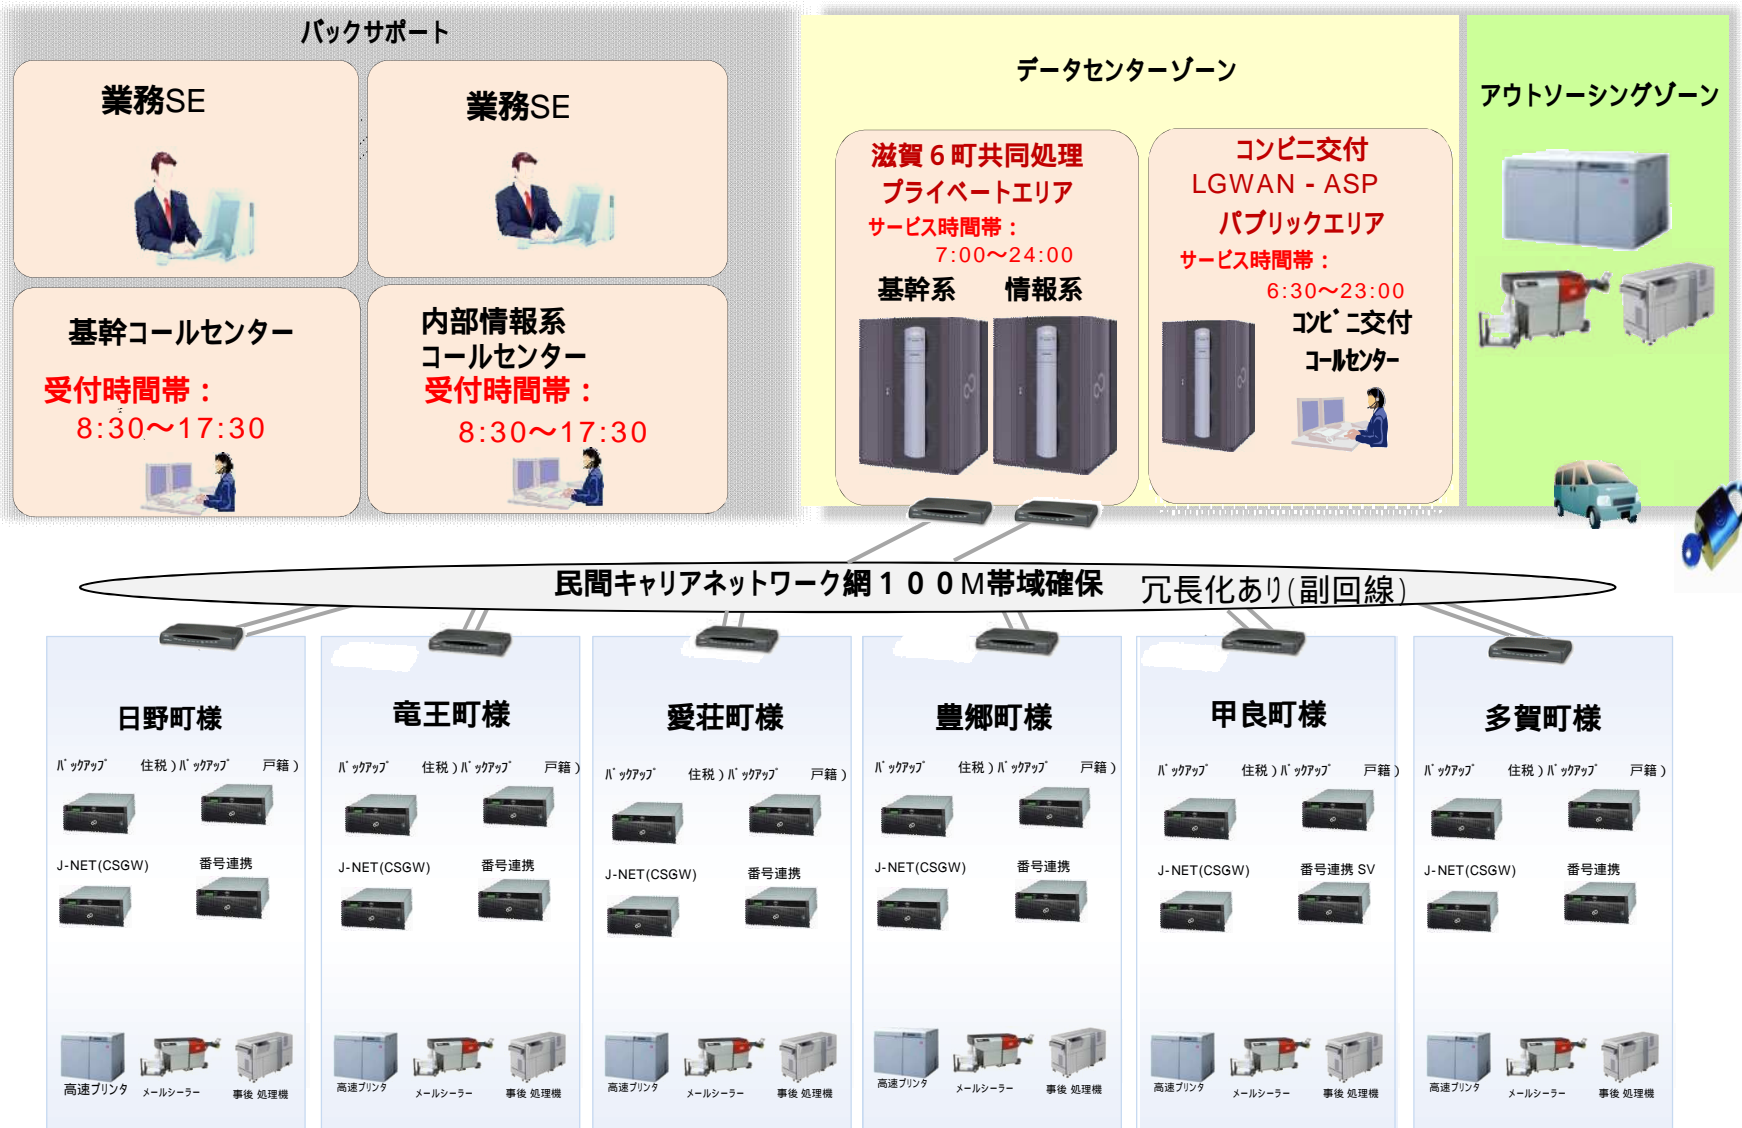 バックサポート
業務SE
業務SE
基幹コールセンター
受付時間帯：
8:30～17:30
内部情報系
コールセンター
受付時間帯：
8:30～17:30
データセンターゾーン
滋賀６町共同処理
プライベートエリア
サービス時間帯：
7:00～24:00
基幹系 情報系
コンビニ交付
LGWAN - ASP
パブリックエリア
サービス時間帯：
6:30～23:00
コンビニ交付
コールセンター
アウトソーシングゾーン
民間キャリアネットワーク網１００M帯域確保 冗長化あり(副回線)
日野町様
バックアップ 住税）バックアップ 戸籍）
J-NET(CSGW) 番号連携
高速プリンタ メールシーラー 事後 処理機
竜王町様
バックアップ 住税）バックアップ 戸籍）
J-NET(CSGW) 番号連携
高速プリンタ メールシーラー 事後 処理機
愛荘町様
バックアップ 住税）バックアップ 戸籍）
J-NET(CSGW) 番号連携
高速プリンタ メールシーラー 事後 処理機
豊郷町様
バックアップ 住税）バックアップ 戸籍）
J-NET(CSGW) 番号連携
高速プリンタ メールシーラー 事後 処理機
甲良町様
バックアップ 住税）バックアップ 戸籍）
J-NET(CSGW) 番号連携 SV
高速プリンタ メールシーラー 事後 処理機
多賀町様
バックアップ 住税）バックアップ 戸籍）
J-NET(CSGW) 番号連携
高速プリンタ メールシーラー 事後 処理機